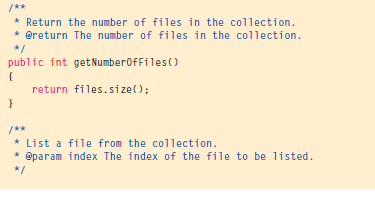 /**
 * Return the number of files in the collection.
 * @return The number of files in the collection.
 */
public int getNumberOfFiles()
{
    return files.size();
}
/**
 * List a file from the collection.
 * @param index The index of the file to be listed.
 */